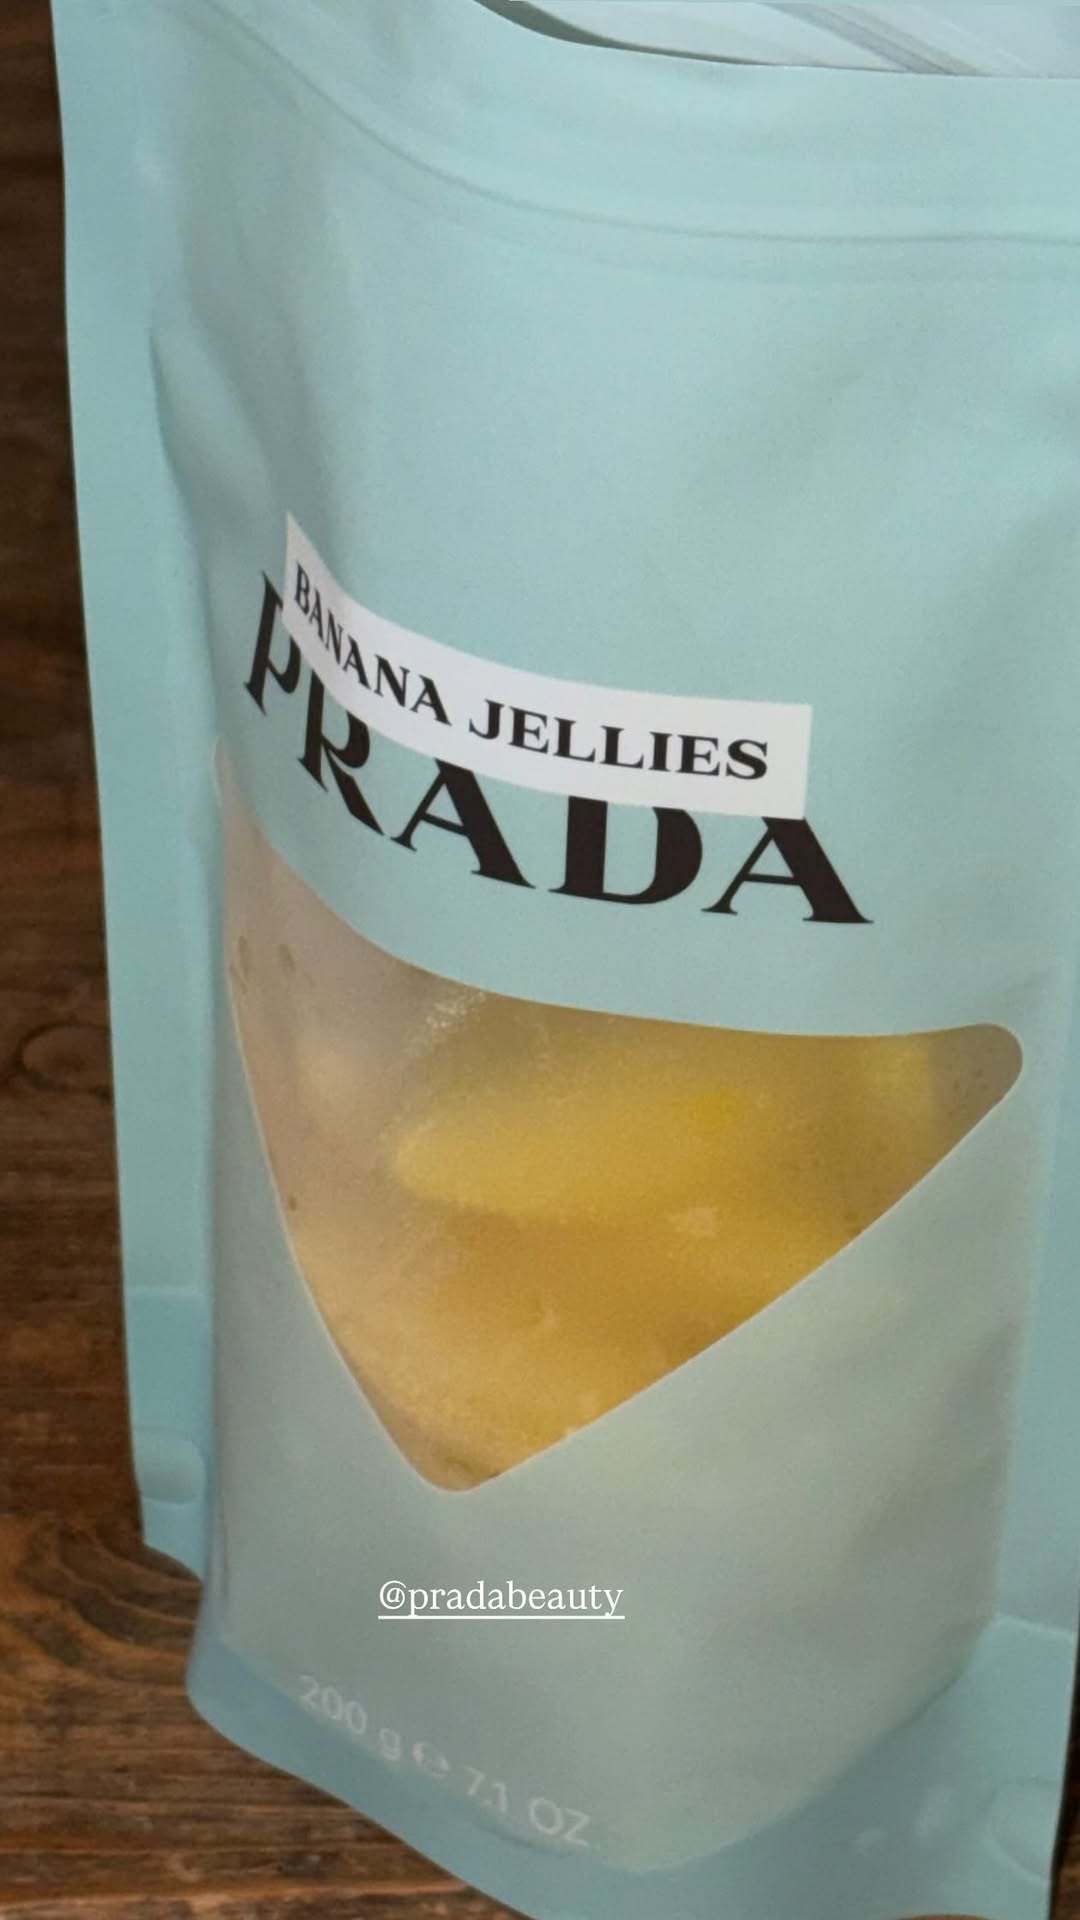 BANANA JELLIES
PRADA
@pradabeauty
200 g ℮ 7.1 OZ